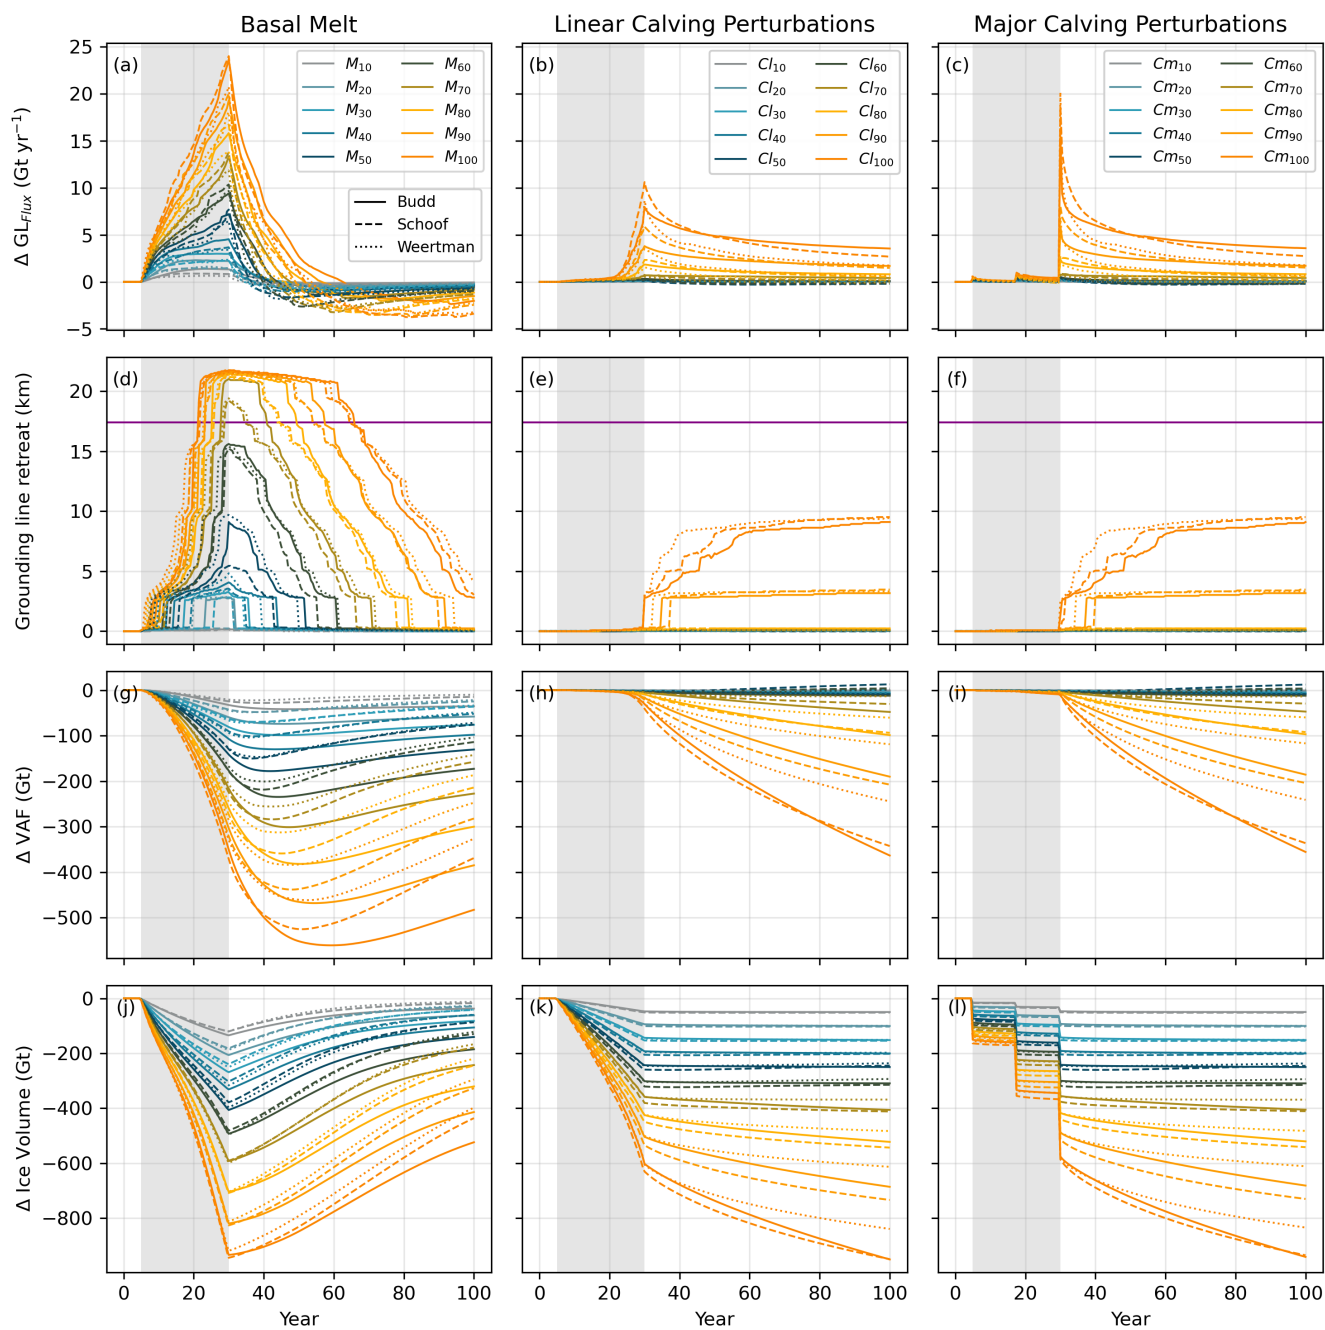 Basal Melt
Linear Calving Perturbations
Major Calving Perturbations
Δ GL_Flux (Gt yr⁻¹)
25
20
15
10
5
0
−5
(a)
M₁₀
M₂₀
M₃₀
M₄₀
M₅₀
M₆₀
M₇₀
M₈₀
M₉₀
M₁₀₀
Budd
Schoof
Weertman
(b)
Cl₁₀
Cl₂₀
Cl₃₀
Cl₄₀
Cl₅₀
Cl₆₀
Cl₇₀
Cl₈₀
Cl₉₀
Cl₁₀₀
(c)
Cm₁₀
Cm₂₀
Cm₃₀
Cm₄₀
Cm₅₀
Cm₆₀
Cm₇₀
Cm₈₀
Cm₉₀
Cm₁₀₀
Grounding line retreat (km)
20
15
10
5
0
(d)
(e)
(f)
Δ VAF (Gt)
0
−100
−200
−300
−400
−500
(g)
(h)
(i)
Δ Ice Volume (Gt)
0
−200
−400
−600
−800
(j)
(k)
(l)
0 20 40 60 80 100
0 20 40 60 80 100
0 20 40 60 80 100
Year
Year
Year